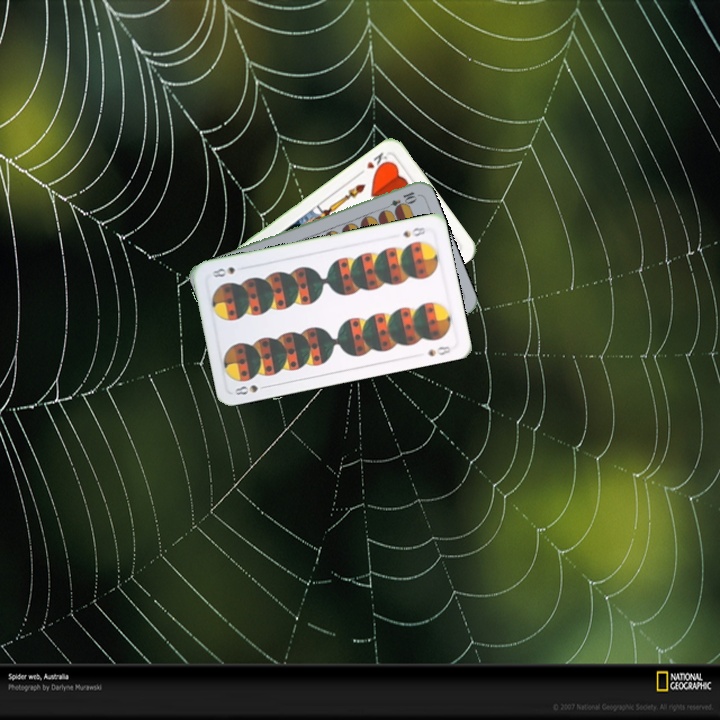 Spider web, Australia
Photograph by Darlyne Murawski
NATIONAL
GEOGRAPHIC
© 2007 National Geographic Society. All rights reserved.